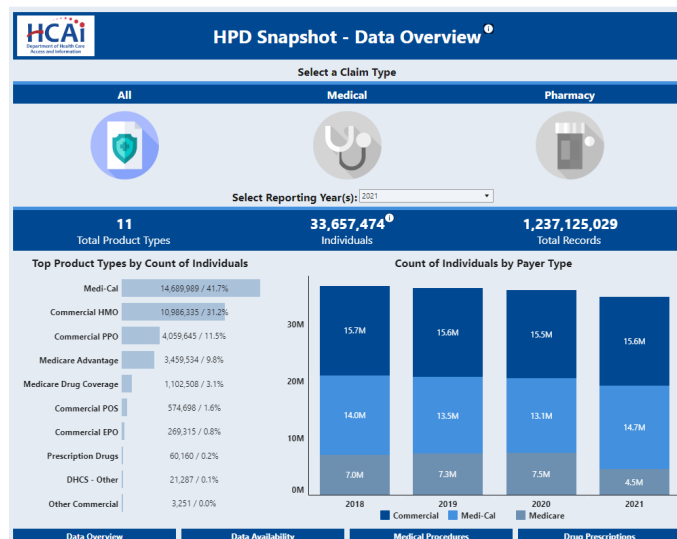 HCAi
Department of Health Care
Access and Information
HPD Snapshot - Data Overview i
Select a Claim Type
All Medical Pharmacy
Select Reporting Year(s): 2021
11 33,657,474 i 1,237,125,029
Total Product Types Individuals Total Records
Top Product Types by Count of Individuals
Medi-Cal 14,689,989 / 41.7%
Commercial HMO 10,986,335 / 31.2%
Commercial PPO 4,059,645 / 11.5%
Medicare Advantage 3,459,534 / 9.8%
Medicare Drug Coverage 1,102,508 / 3.1%
Commercial POS 574,698 / 1.6%
Commercial EPO 269,315 / 0.8%
Prescription Drugs 60,160 / 0.2%
DHCS - Other 21,287 / 0.1%
Other Commercial 3,251 / 0.0%
Count of Individuals by Payer Type
30M
20M
10M
0M
15.7M 15.6M 15.5M 15.6M
14.0M 13.5M 13.1M 14.7M
7.0M 7.3M 7.5M 4.5M
2018 2019 2020 2021
Commercial Medi-Cal Medicare
Data Overview Data Availability Medical Procedures Drug Prescriptions